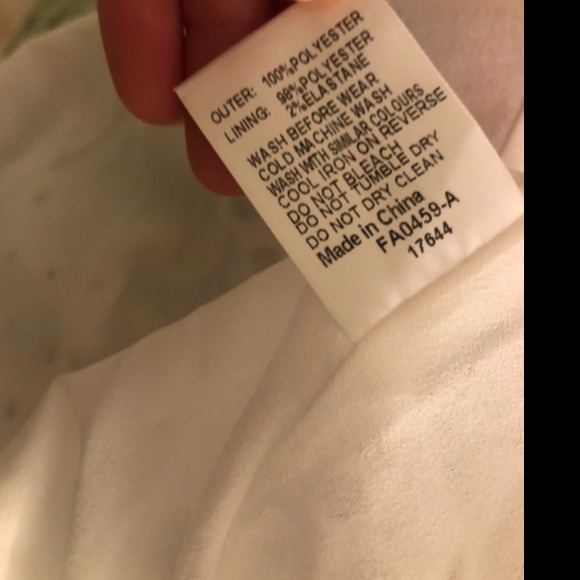 OUTER: 100%POLYESTER
LINING: 98%POLYESTER
2%ELASTANE
WASH BEFORE WEAR
COLD MACHINE WASH
WASH WITH SIMILAR COLOURS
COOL IRON ON REVERSE
DO NOT BLEACH
DO NOT TUMBLE DRY
DO NOT DRY CLEAN
Made in China
FA0459-A
17644